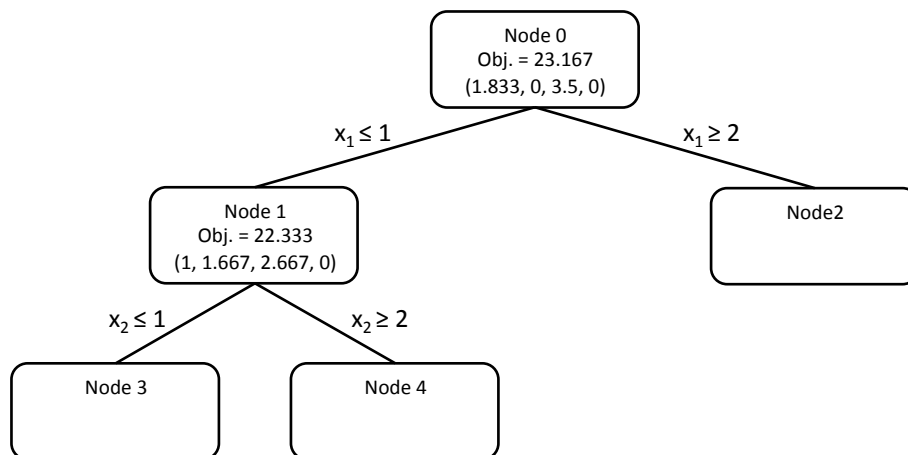 Node 0
Obj. = 23.167
(1.833, 0, 3.5, 0)
x₁ ≤ 1
x₁ ≥ 2
Node 1
Obj. = 22.333
(1, 1.667, 2.667, 0)
Node2
x₂ ≤ 1
x₂ ≥ 2
Node 3
Node 4